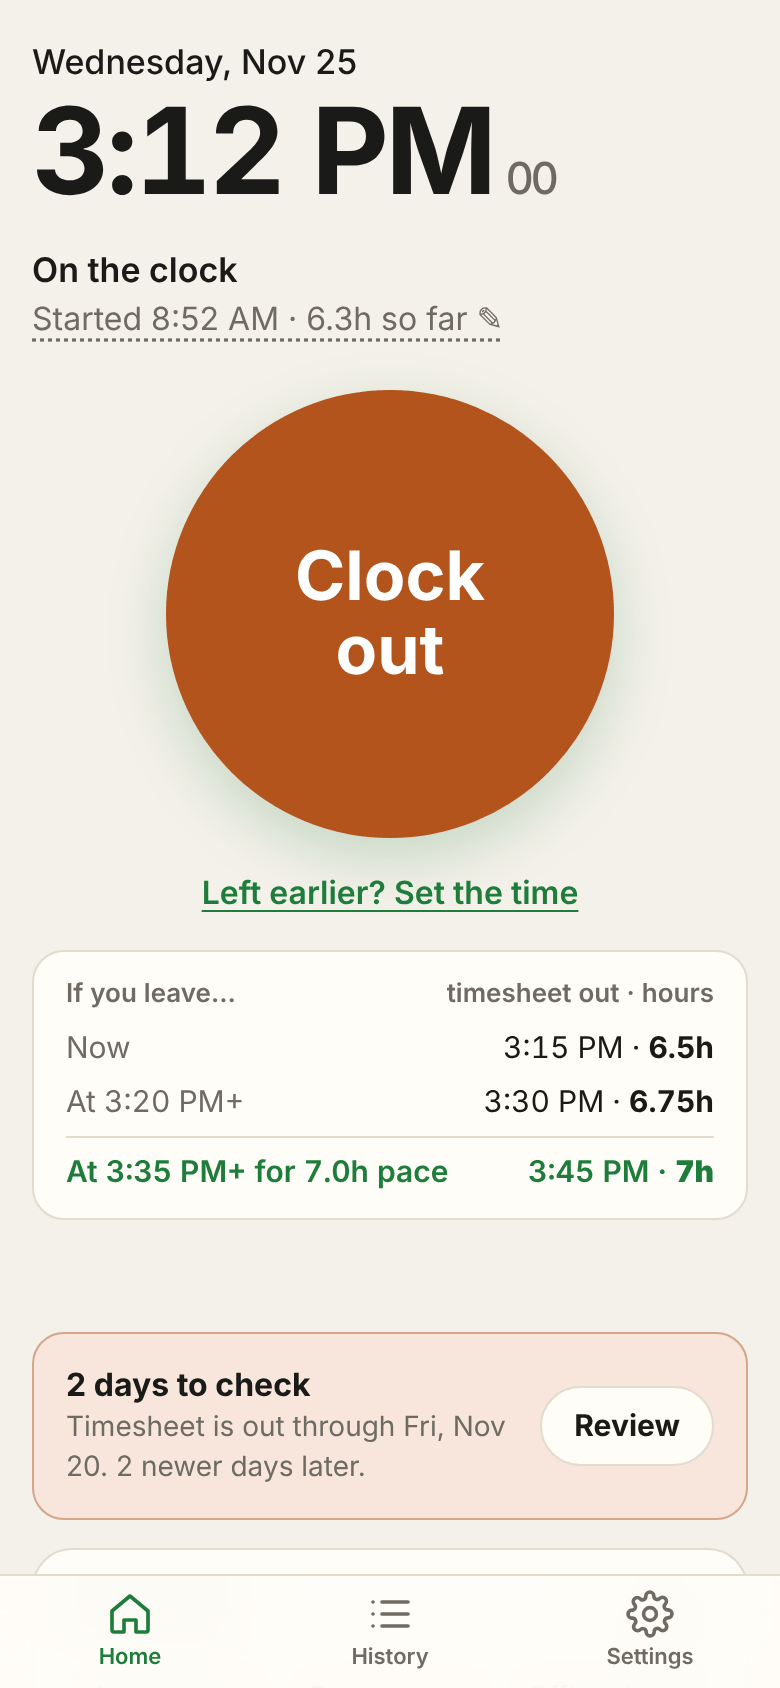 Wednesday, Nov 25
3:12 PM 00
On the clock
Started 8:52 AM · 6.3h so far ✎
Clock
out
Left earlier? Set the time
If you leave... timesheet out · hours
Now 3:15 PM · 6.5h
At 3:20 PM+ 3:30 PM · 6.75h
At 3:35 PM+ for 7.0h pace 3:45 PM · 7h
2 days to check
Timesheet is out through Fri, Nov
20. 2 newer days later.
Review
Home
History
Settings